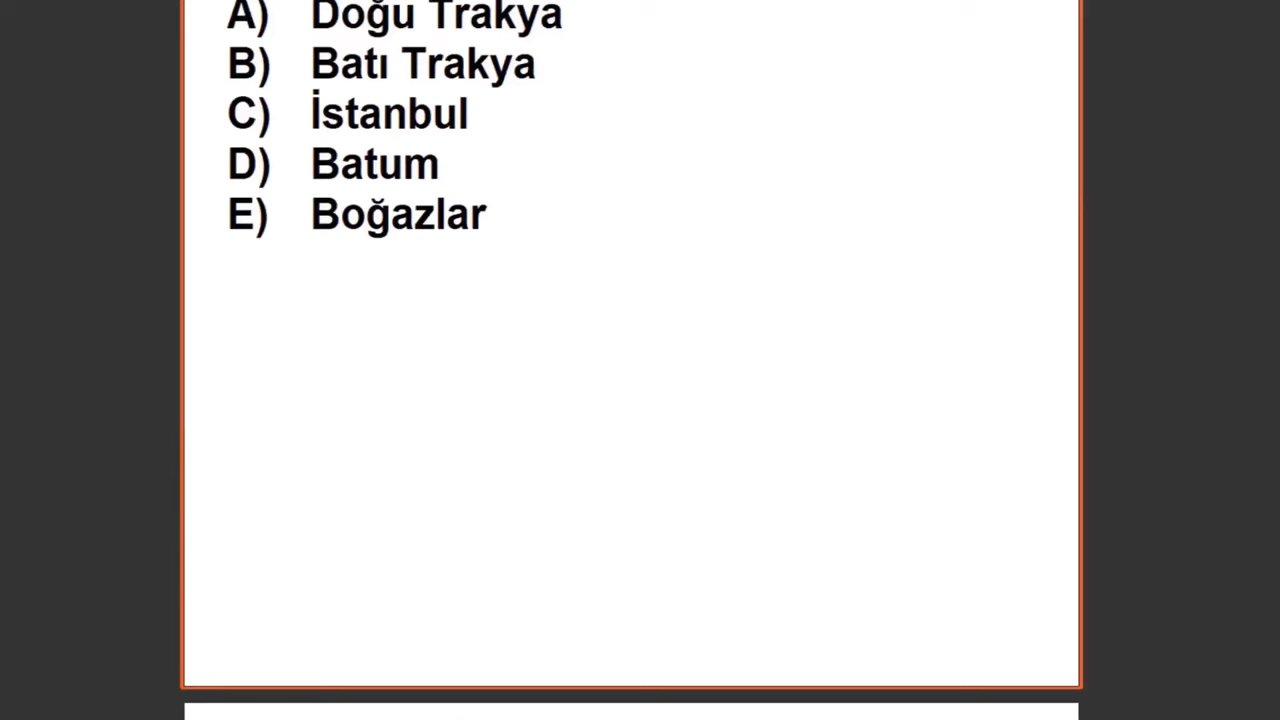 A) Doğu Trakya
B) Batı Trakya
C) İstanbul
D) Batum
E) Boğazlar